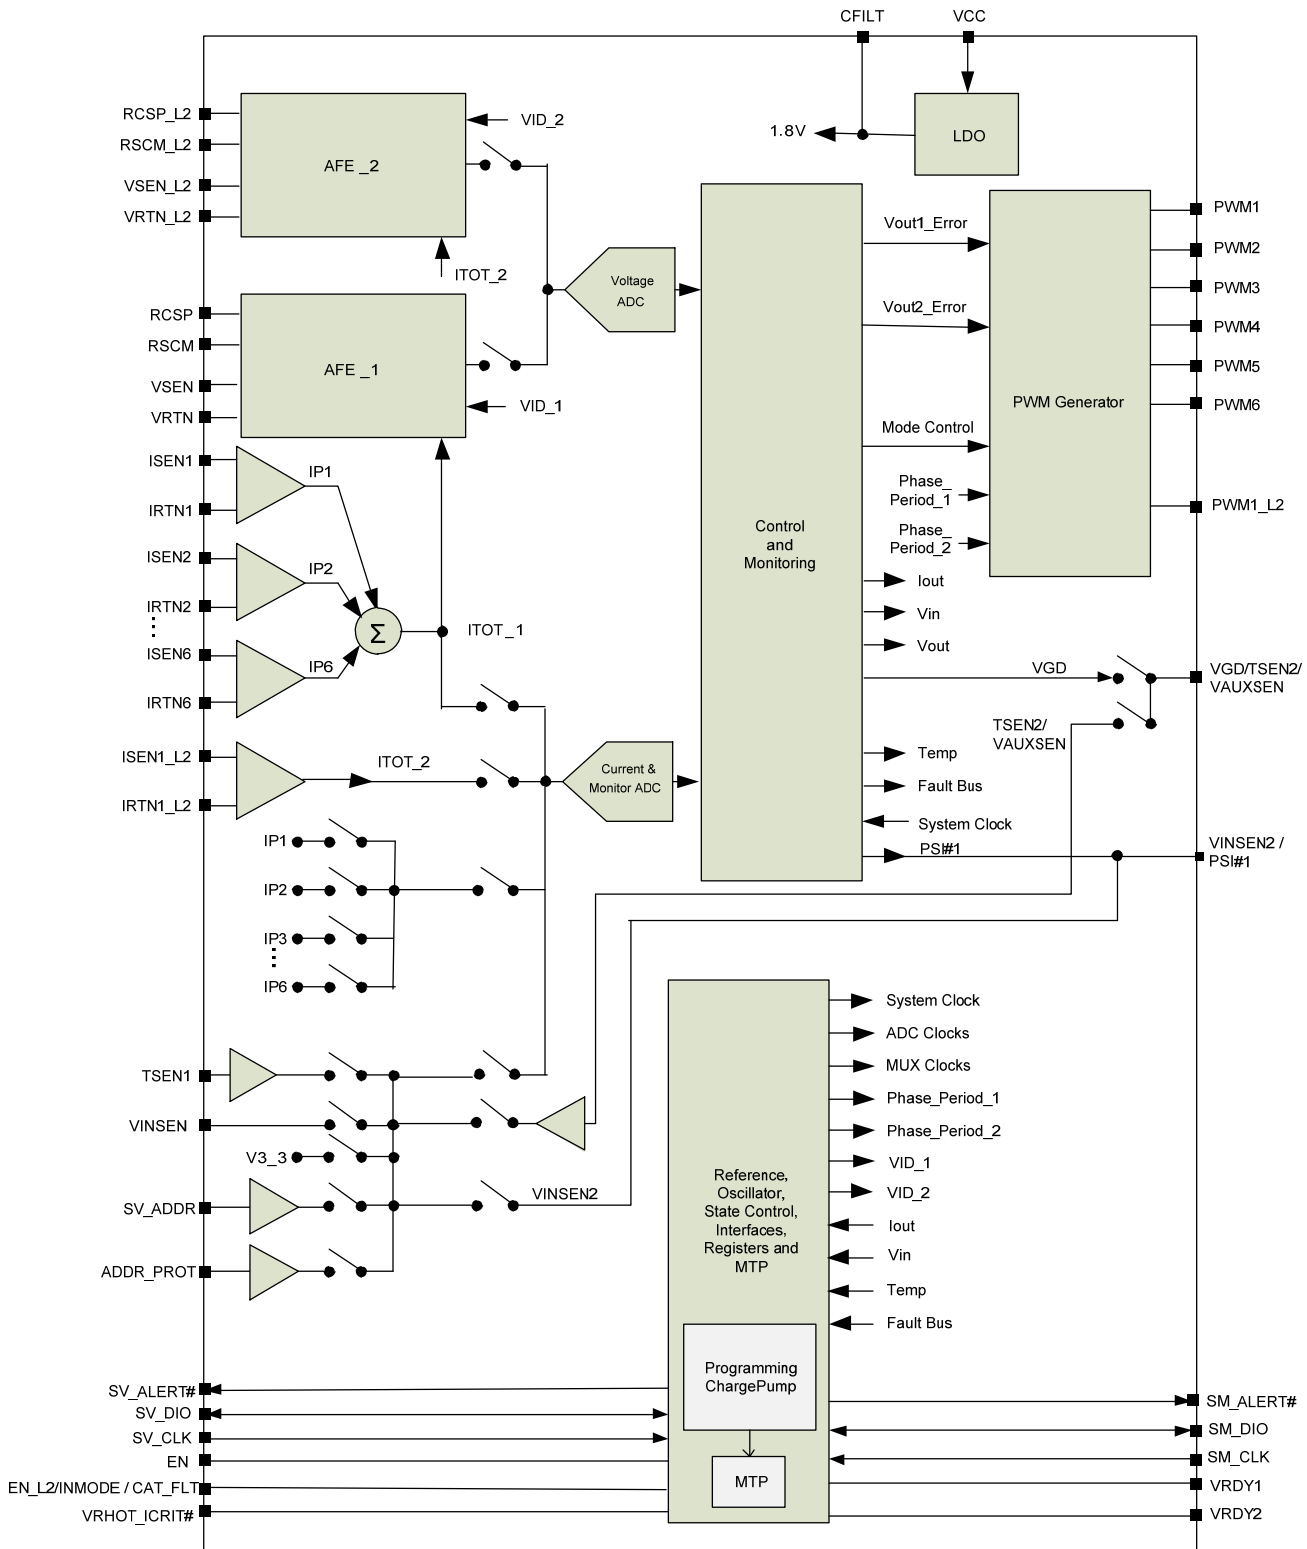 CFILT
VCC
RCSP_L2
RSCM_L2
VSEN_L2
VRTN_L2
AFE _2
VID_2
ITOT_2
1.8V
LDO
RCSP
RSCM
VSEN
VRTN
AFE _1
VID_1
Voltage
ADC
Vout1_Error
Vout2_Error
Mode Control
Phase_
Period_1
Phase_
Period_2
PWM Generator
PWM1
PWM2
PWM3
PWM4
PWM5
PWM6
PWM1_L2
ISEN1
IRTN1
ISEN2
IRTN2
ISEN6
IRTN6
IP1
IP2
IP6
Σ
ITOT_1
Control
and
Monitoring
Iout
Vin
Vout
VGD
VGD/TSEN2/
VAUXSEN
TSEN2/
VAUXSEN
ISEN1_L2
IRTN1_L2
ITOT_2
Current &
Monitor ADC
Temp
Fault Bus
System Clock
PSI#1
VINSEN2 /
PSI#1
IP1
IP2
IP3
IP6
TSEN1
VINSEN
V3_3
SV_ADDR
ADDR_PROT
VINSEN2
Reference,
Oscillator,
State Control,
Interfaces,
Registers and
MTP
System Clock
ADC Clocks
MUX Clocks
Phase_Period_1
Phase_Period_2
VID_1
VID_2
Iout
Vin
Temp
Fault Bus
Programming
ChargePump
MTP
SV_ALERT#
SV_DIO
SV_CLK
EN
EN_L2/INMODE / CAT_FLT
VRHOT_ICRIT#
SM_ALERT#
SM_DIO
SM_CLK
VRDY1
VRDY2